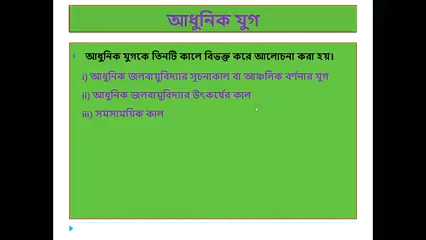 আধুনিক যুগ
আধুনিক যুগকে তিনটি কালে বিভক্ত করে আলোচনা করা হয়।
i) আধুনিক জলবায়ুবিদ্যার সূচনাকাল বা আঞ্চলিক বর্ণনার যুগ
ii) আধুনিক জলবায়ুবিদ্যার উৎকর্ষের কাল
iii) সমসাময়িক কাল